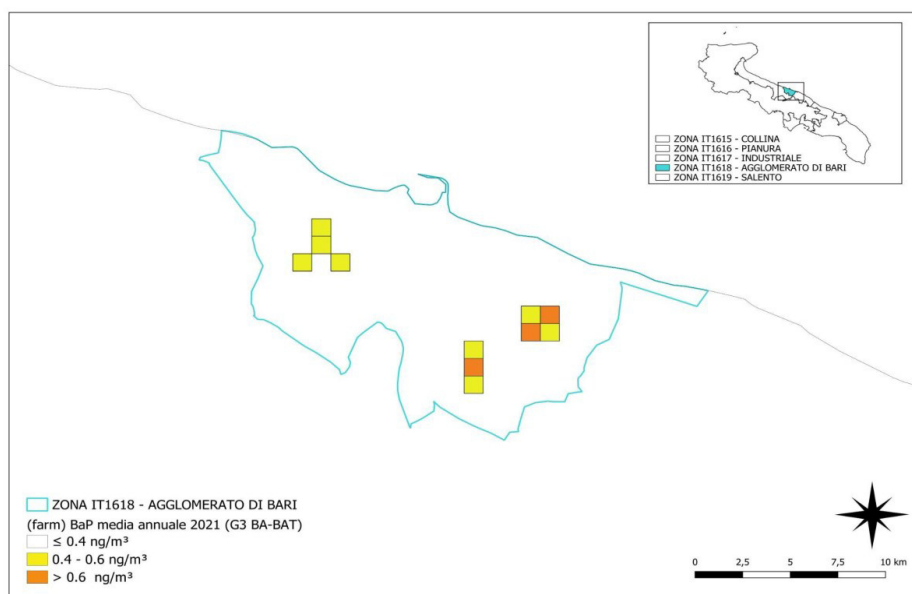 ZONA IT1615 - COLLINA
ZONA IT1616 - PIANURA
ZONA IT1617 - INDUSTRIALE
ZONA IT1618 - AGGLOMERATO DI BARI
ZONA IT1619 - SALENTO
ZONA IT1618 - AGGLOMERATO DI BARI
(farm) BaP media annuale 2021 (G3 BA-BAT)
≤ 0.4 ng/m³
0.4 - 0.6 ng/m³
> 0.6 ng/m³
0 2,5 5 7,5 10 km